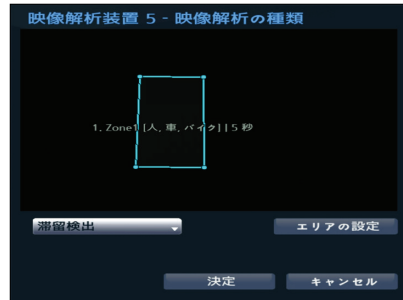 映像解析装置 5 - 映像解析の種類
1. Zone1 [人, 車, バイク] | 5 秒
滞留検出
エリアの設定
決定
キャンセル